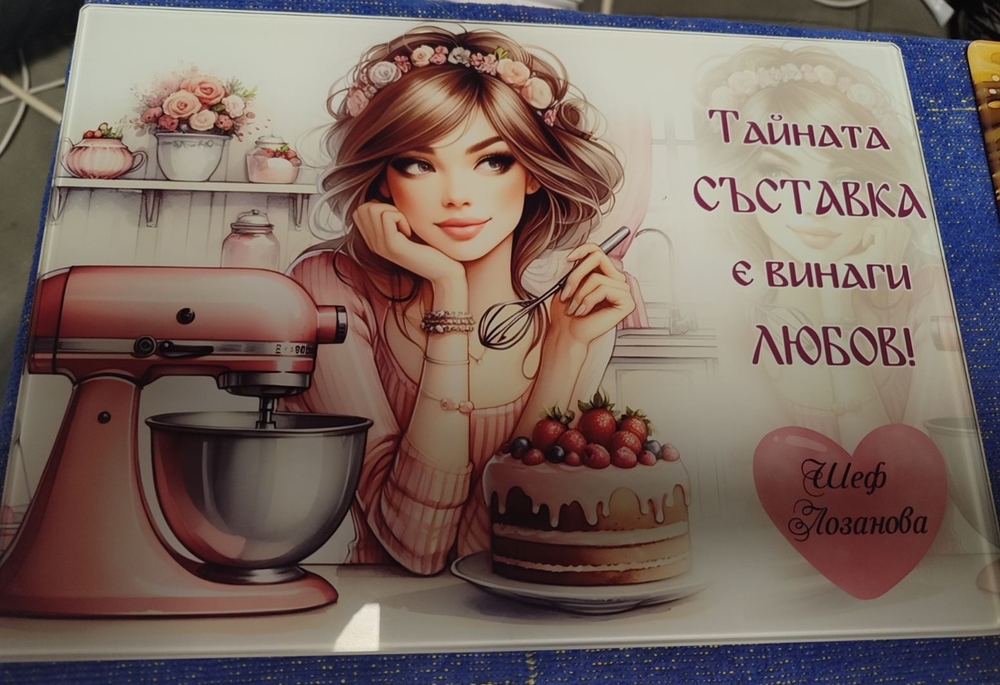 Тайната
СЪСТАВКА
Є ВИНАГИ
ЛЮБОВ!
Шеф
Лозанова